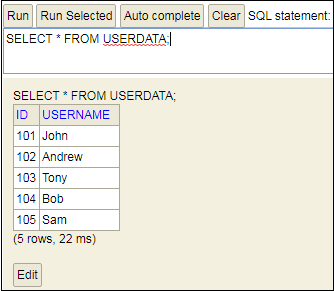 Run Run Selected Auto complete Clear SQL statement:
SELECT * FROM USERDATA;
SELECT * FROM USERDATA;
ID USERNAME
101 John
102 Andrew
103 Tony
104 Bob
105 Sam
(5 rows, 22 ms)
Edit